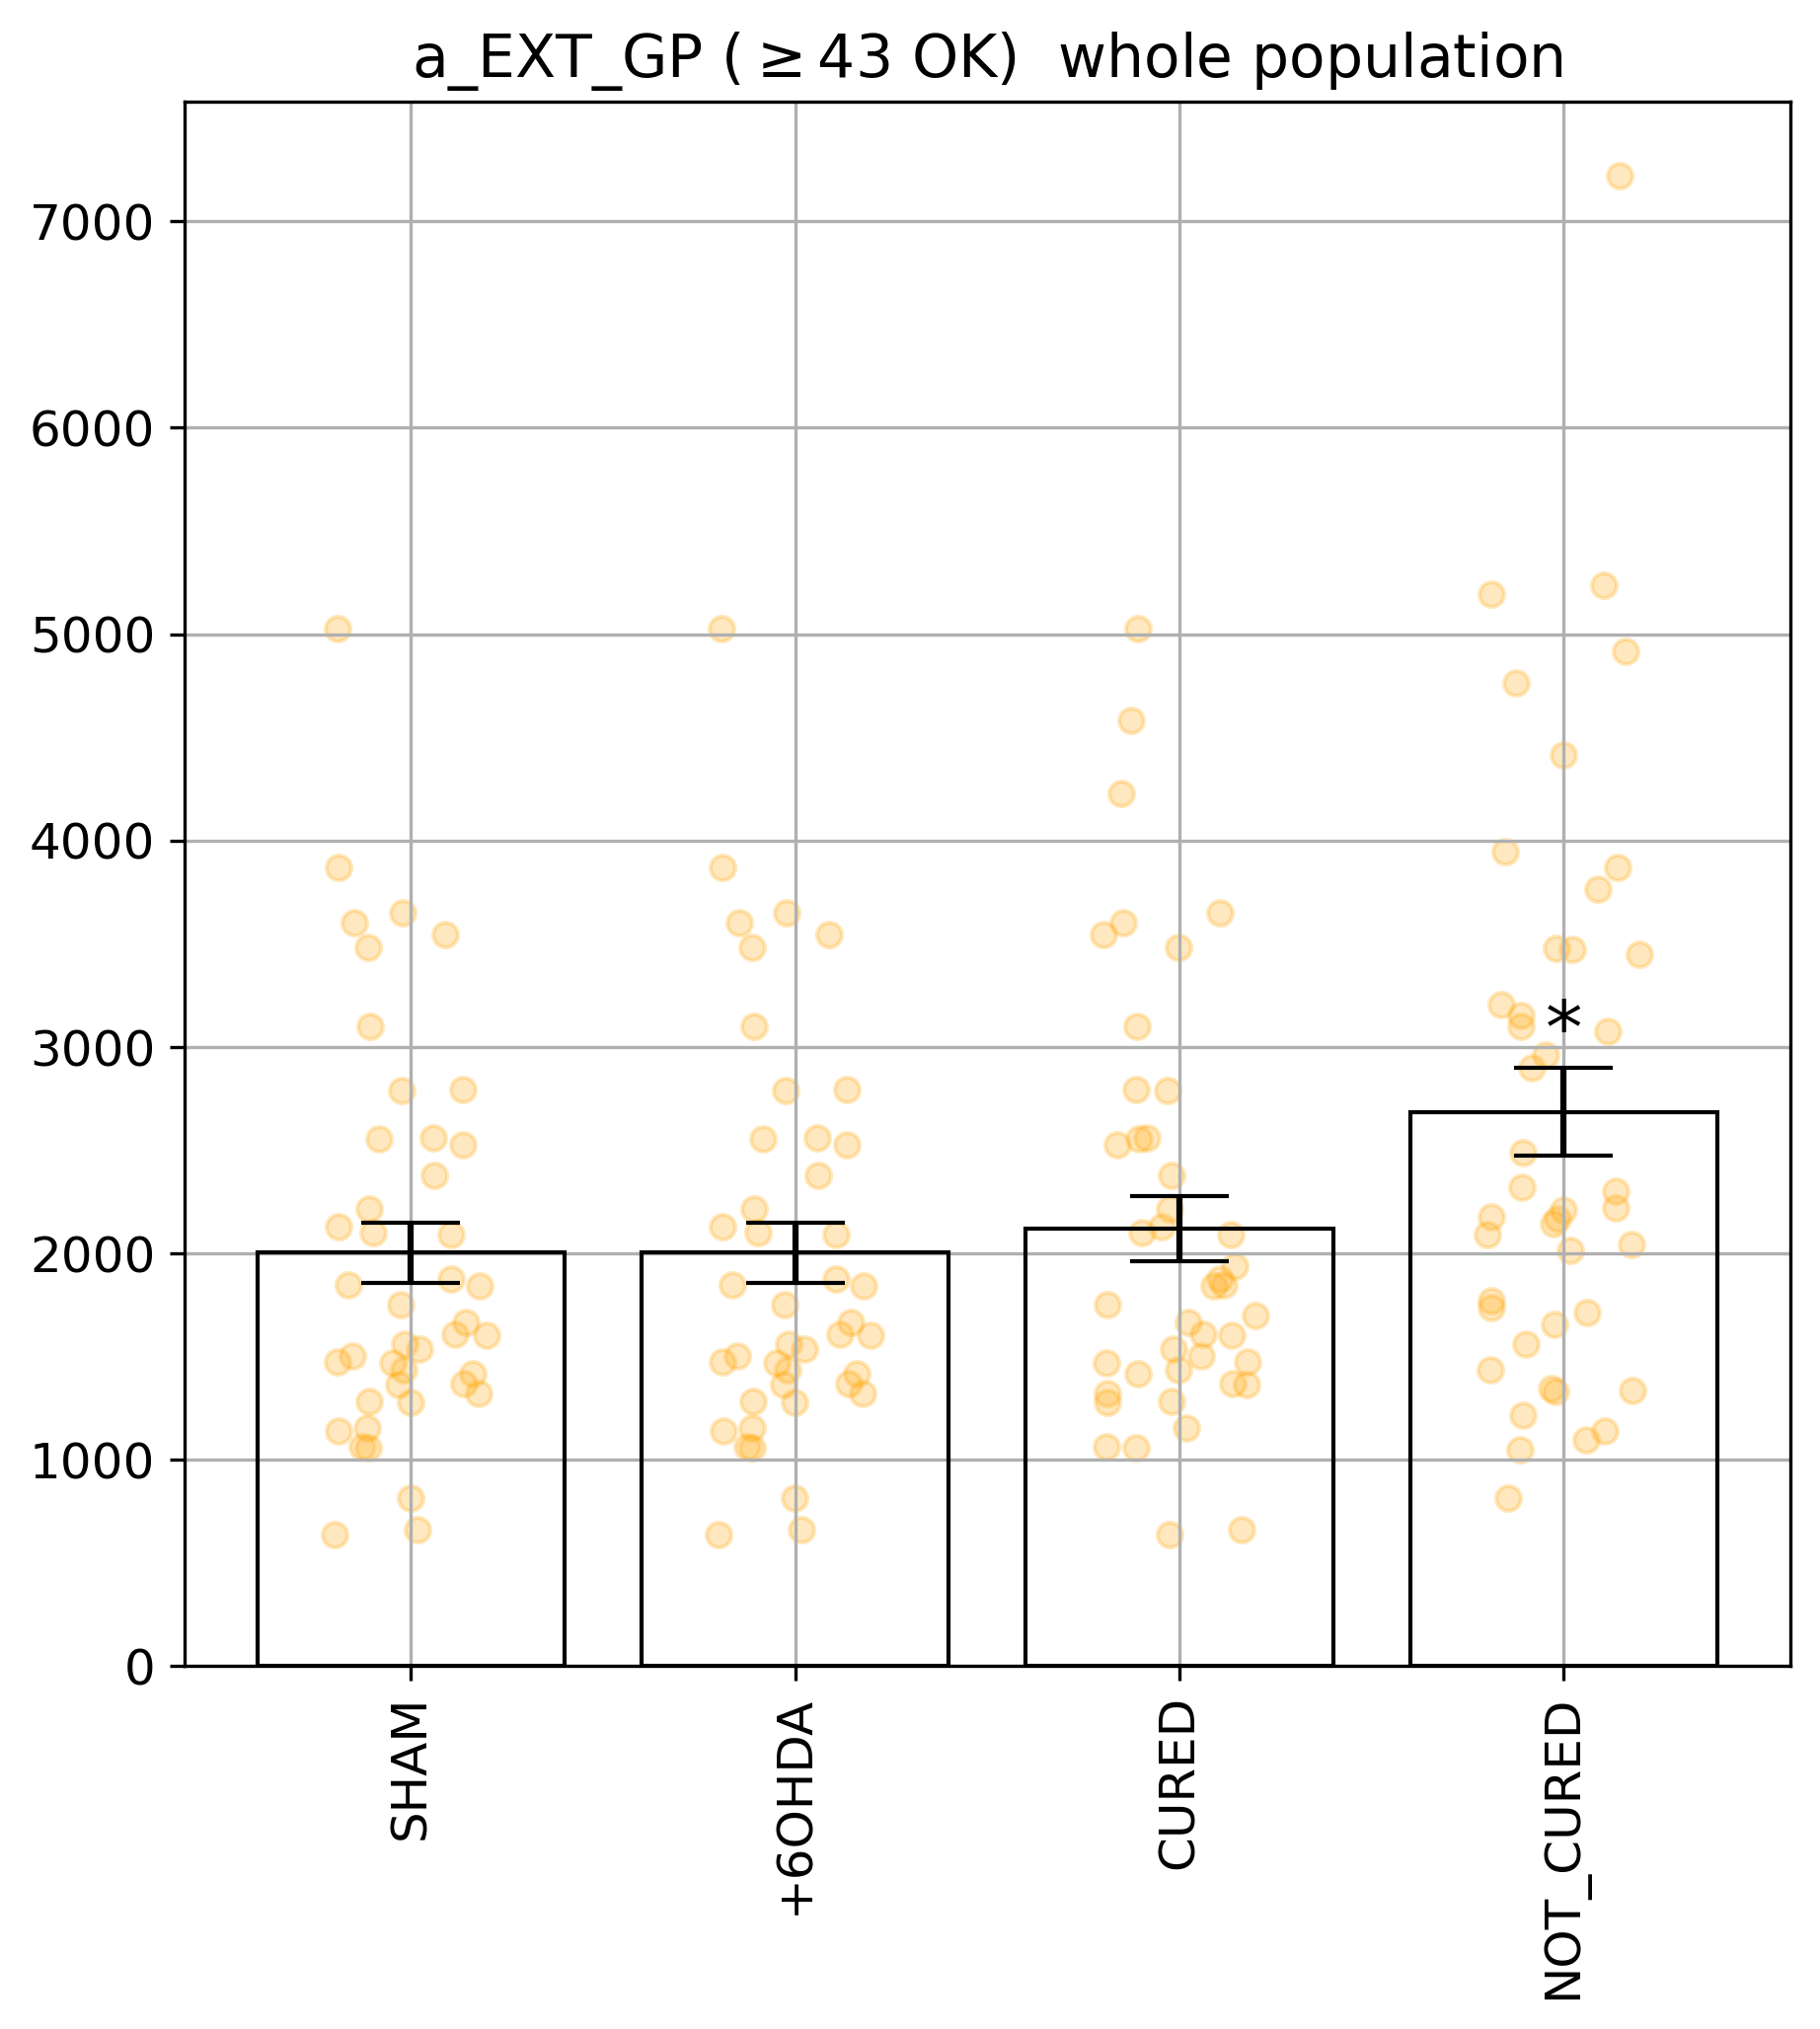 a_EXT_GP ( ≥ 43 OK)  whole population
7000
6000
5000
4000
3000
2000
1000
0
*
SHAM
+6OHDA
CURED
NOT_CURED